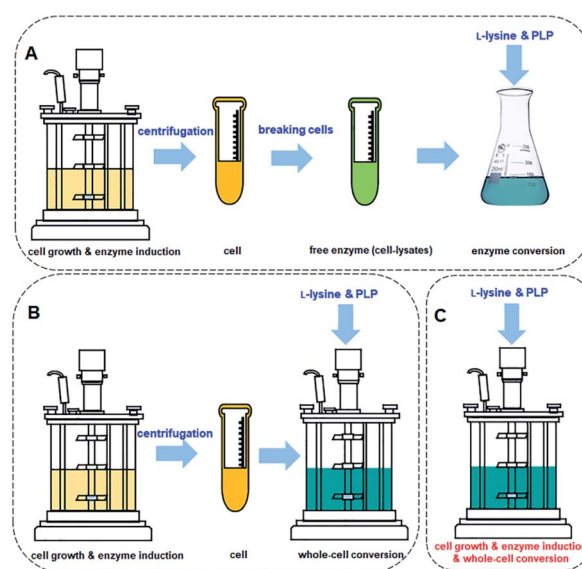 L-lysine & PLP
A
centrifugation
breaking cells
cell growth & enzyme induction
cell
free enzyme (cell-lysates)
enzyme conversion
B
L-lysine & PLP
centrifugation
cell growth & enzyme induction
cell
whole-cell conversion
C
L-lysine & PLP
cell growth & enzyme induction
& whole-cell conversion